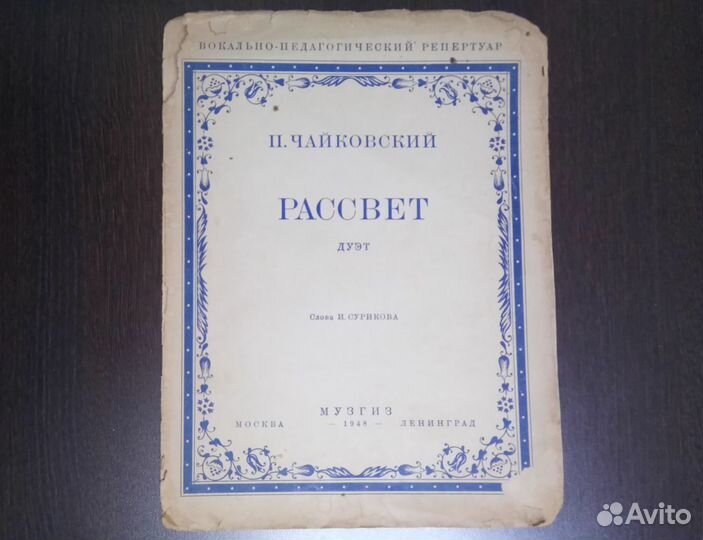 ВОКАЛЬНО-ПЕДАГОГИЧЕСКИЙ РЕПЕРТУАР
П. ЧАЙКОВСКИЙ
РАССВЕТ
ДУЭТ
Слова И. СУРИКОВА
МУЗГИЗ
МОСКВА — 1948 — ЛЕНИНГРАД
Avito